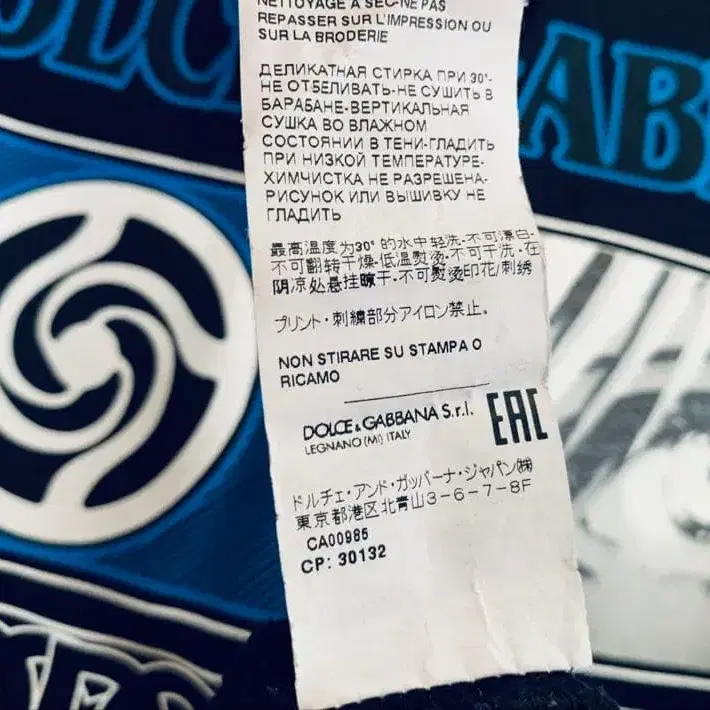 NETTOYAGE A SEC-NE PAS
REPASSER SUR L'IMPRESSION OU
SUR LA BRODERIE
ДЕЛИКАТНАЯ СТИРКА ПРИ 30°-
НЕ ОТБЕЛИВАТЬ-НЕ СУШИТЬ В
БАРАБАНЕ-ВЕРТИКАЛЬНАЯ
СУШКА ВО ВЛАЖНОМ
СОСТОЯНИИ В ТЕНИ-ГЛАДИТЬ
ПРИ НИЗКОЙ ТЕМПЕРАТУРЕ-
ХИМЧИСТКА НЕ РАЗРЕШЕНА-
РИСУНОК ИЛИ ВЫШИВКУ НЕ
ГЛАДИТЬ
最高温度为30°的水中轻洗-不可漂白-
不可翻转干燥-低温熨烫-不可干洗-在
阴凉处悬挂晾干-不可熨烫印花/刺绣
プリント・刺繍部分アイロン禁止。
NON STIRARE SU STAMPA O
RICAMO
DOLCE & GABBANA S.r.l.
LEGNANO (MI) ITALY
EAC
ドルチェ・アンド・ガッバーナ・ジャパン㈱
東京都港区北青山3-6-7-8F
CA00985
CP: 30132